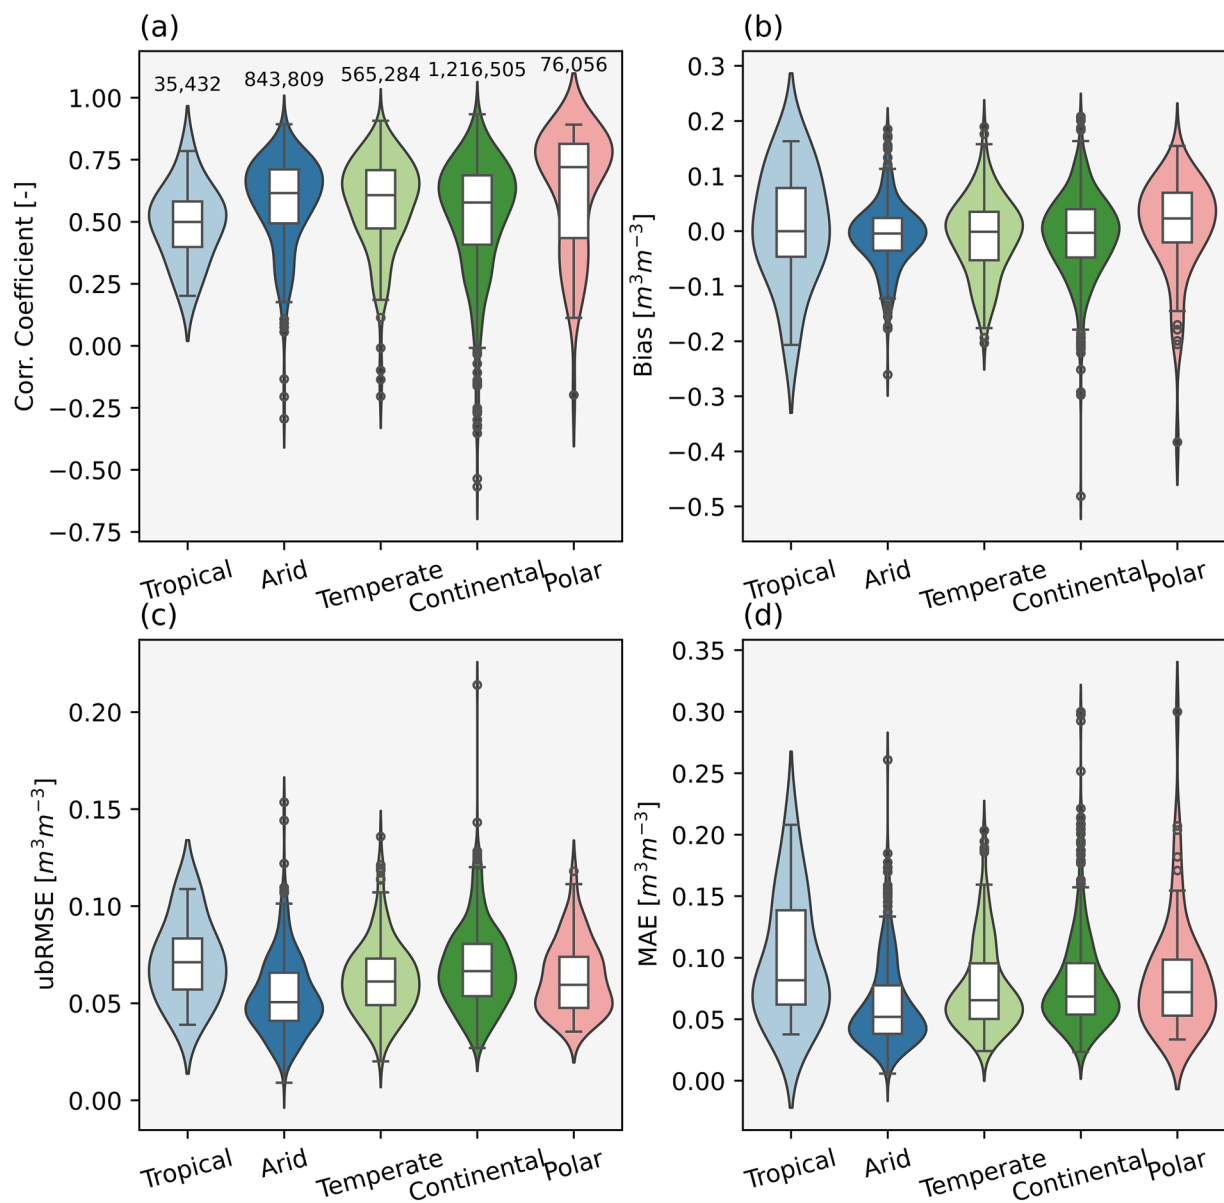 (a)
35,432
843,809
565,284
1,216,505
76,056
1.00
0.75
0.50
0.25
0.00
−0.25
−0.50
−0.75
Corr. Coefficient [-]
Tropical
Arid
Temperate
Continental
Polar
(b)
0.3
0.2
0.1
0.0
−0.1
−0.2
−0.3
−0.4
−0.5
Bias [m³m⁻³]
Tropical
Arid
Temperate
Continental
Polar
(c)
0.20
0.15
0.10
0.05
0.00
ubRMSE [m³m⁻³]
Tropical
Arid
Temperate
Continental
Polar
(d)
0.35
0.30
0.25
0.20
0.15
0.10
0.05
0.00
MAE [m³m⁻³]
Tropical
Arid
Temperate
Continental
Polar